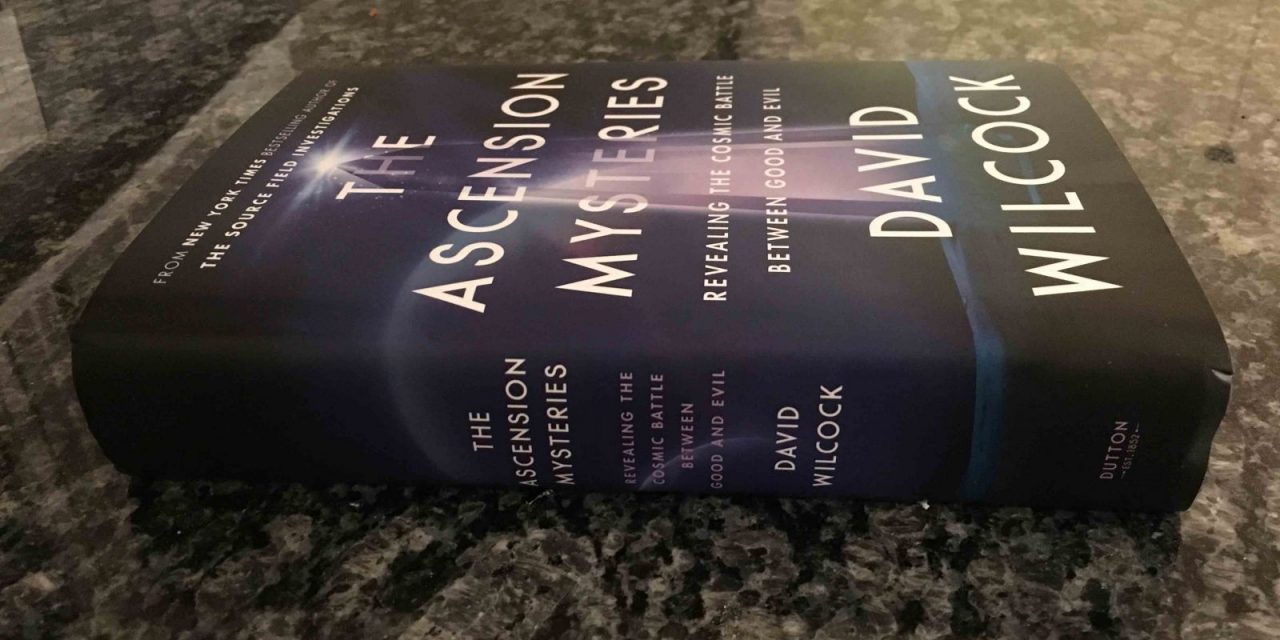 FROM NEW YORK TIMES BESTSELLING AUTHOR OF
THE SOURCE FIELD INVESTIGATIONS
THE
ASCENSION
MYSTERIES
REVEALING THE COSMIC BATTLE
BETWEEN GOOD AND EVIL
DAVID
WILCOCK
THE
ASCENSION
MYSTERIES
REVEALING THE
COSMIC BATTLE
BETWEEN
GOOD AND EVIL
DAVID
WILCOCK
DUTTON
EST. 1852